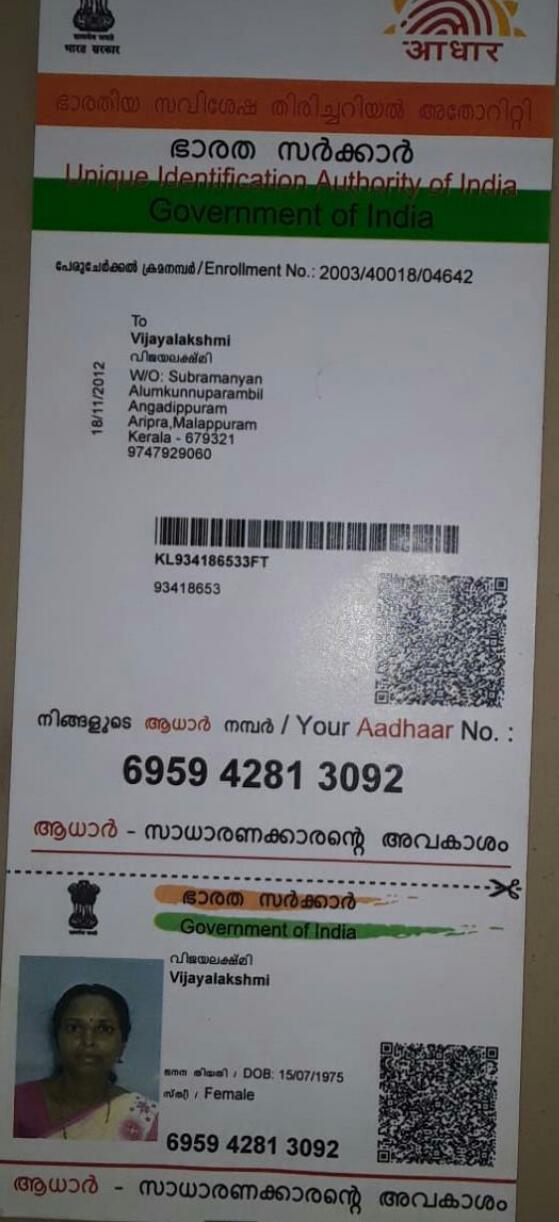 भारत सरकार
आधार
ഭാരതിയ സവിശേഷ തിരിച്ചറിയൽ അതോറിറ്റി
ഭാരത സർക്കാർ
Unique Identification Authority of India
Government of India
പേരുചേർക്കൽ ക്രമനമ്പർ/Enrollment No.: 2003/40018/04642
18/11/2012
To
Vijayalakshmi
വിജയലക്ഷ്മി
W/O: Subramanyan
Alumkunnuparambil
Angadippuram
Aripra,Malappuram
Kerala - 679321
9747929060
KL934186533FT
93418653
നിങ്ങളുടെ ആധാർ നമ്പർ / Your Aadhaar No. :
6959 4281 3092
ആധാർ - സാധാരണക്കാരന്റെ അവകാശം
ഭാരത സർക്കാർ
Government of India
വിജയലക്ഷ്മി
Vijayalakshmi
ജനന തിയതി / DOB: 15/07/1975
സ്ത്രീ / Female
6959 4281 3092
ആധാർ - സാധാരണക്കാരന്റെ അവകാശം